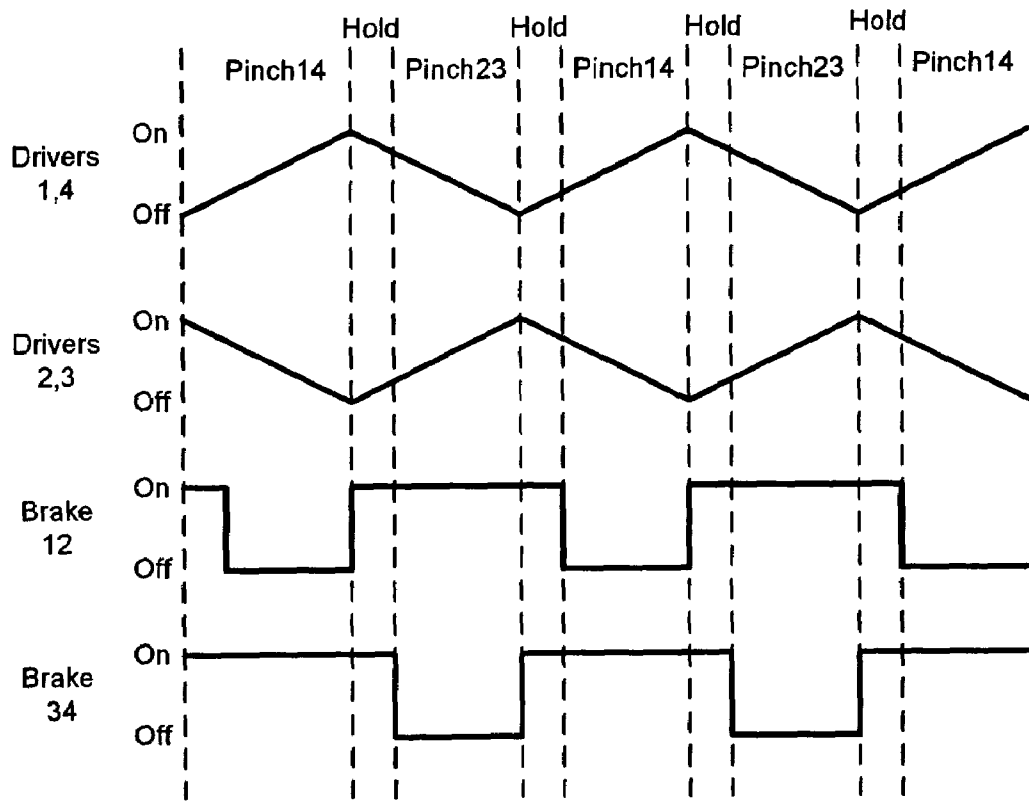 Hold Hold Hold Hold
Pinch14 Pinch23 Pinch14 Pinch23 Pinch14
On
Drivers
1,4
Off
On
Drivers
2,3
Off
On
Brake
12
Off
On
Brake
34
Off